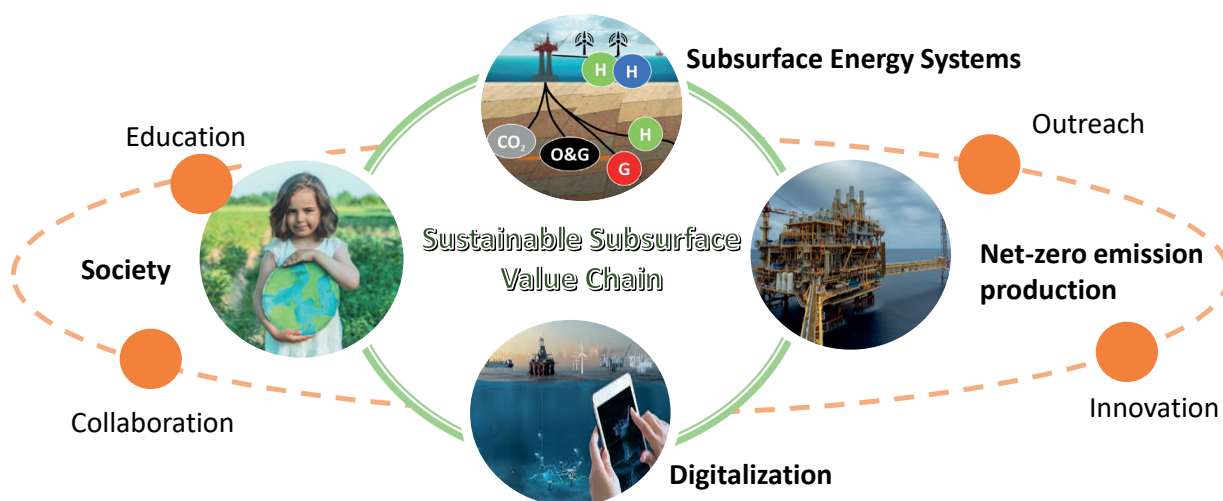 Subsurface Energy Systems
H
H
CO₂
O&G
H
G
Education
Outreach
Sustainable Subsurface
Value Chain
Society
Net-zero emission
production
Collaboration
Innovation
Digitalization